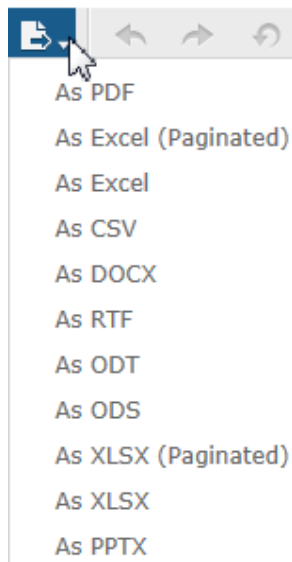 As PDF
As Excel (Paginated)
As Excel
As CSV
As DOCX
As RTF
As ODT
As ODS
As XLSX (Paginated)
As XLSX
As PPTX